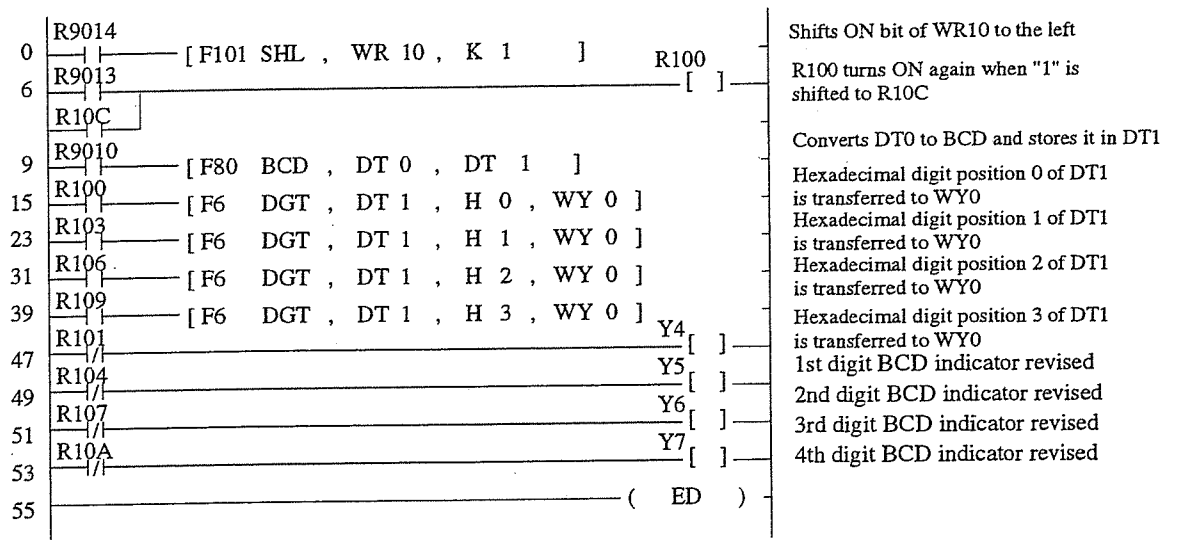 R9014
0 [ F101 SHL , WR 10 , K 1 ] Shifts ON bit of WR10 to the left
R9013 R100
6 [ ] R100 turns ON again when "1" is
shifted to R10C
R10C
Converts DT0 to BCD and stores it in DT1
R9010
9 [ F80 BCD , DT 0 , DT 1 ]
R100
15 [ F6 DGT , DT 1 , H 0 , WY 0 ] Hexadecimal digit position 0 of DT1
is transferred to WY0
R103
23 [ F6 DGT , DT 1 , H 1 , WY 0 ] Hexadecimal digit position 1 of DT1
is transferred to WY0
R106
31 [ F6 DGT , DT 1 , H 2 , WY 0 ] Hexadecimal digit position 2 of DT1
is transferred to WY0
R109
39 [ F6 DGT , DT 1 , H 3 , WY 0 ] Hexadecimal digit position 3 of DT1
is transferred to WY0
R101 Y4
47 [ ] 1st digit BCD indicator revised
R104 Y5
49 [ ] 2nd digit BCD indicator revised
R107 Y6
51 [ ] 3rd digit BCD indicator revised
R10A Y7
53 [ ] 4th digit BCD indicator revised
55 ( ED )